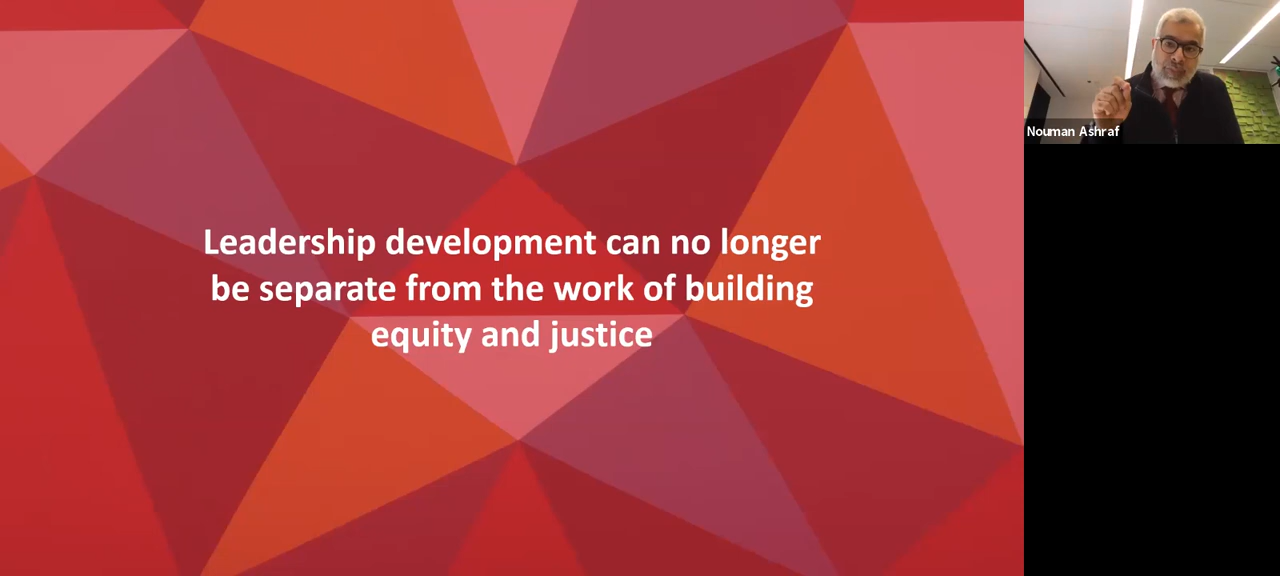 Leadership development can no longer
be separate from the work of building
equity and justice
Nouman Ashraf